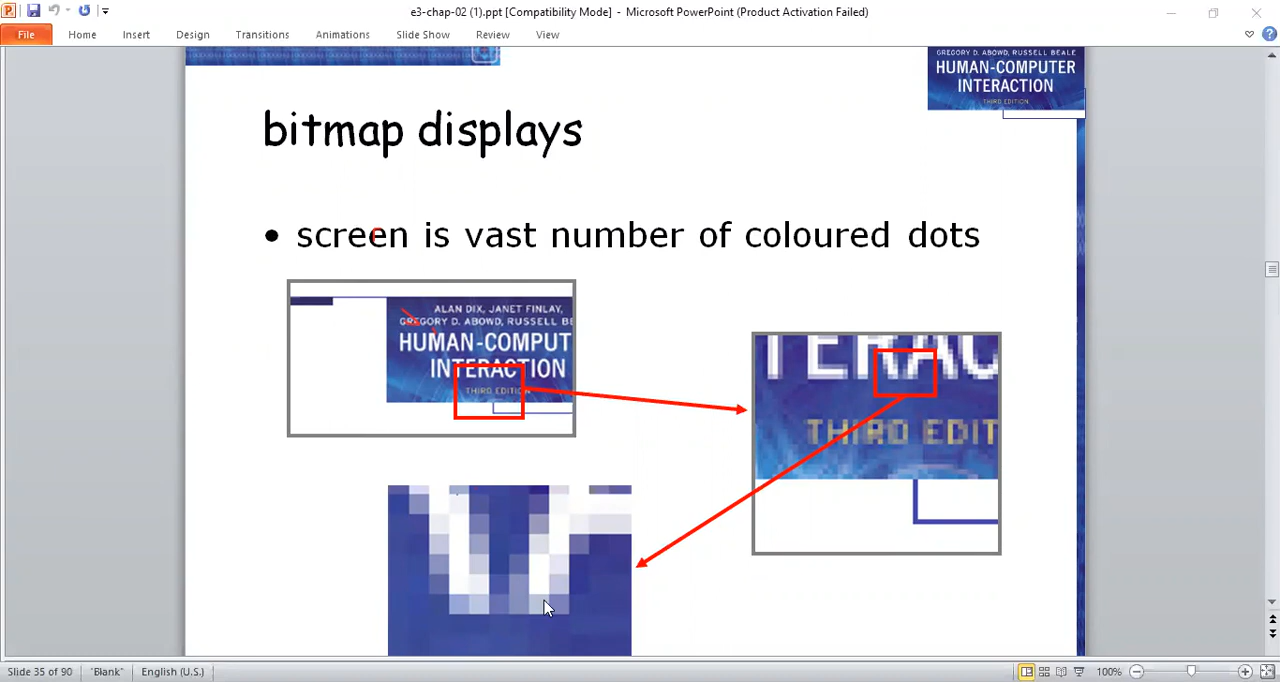 e3-chap-02 (1).ppt [Compatibility Mode] - Microsoft PowerPoint (Product Activation Failed)
File Home Insert Design Transitions Animations Slide Show Review View
GREGORY D. ABOWD, RUSSELL BEALE
HUMAN-COMPUTER
INTERACTION
THIRD EDITION
bitmap displays
• screen is vast number of coloured dots
ALAN DIX, JANET FINLAY,
GREGORY D. ABOWD, RUSSELL BE
HUMAN-COMPUT
INTERACTION
THIRD EDITION
TERAC
THIRD EDIT
Slide 35 of 90 "Blank" English (U.S.) 100%